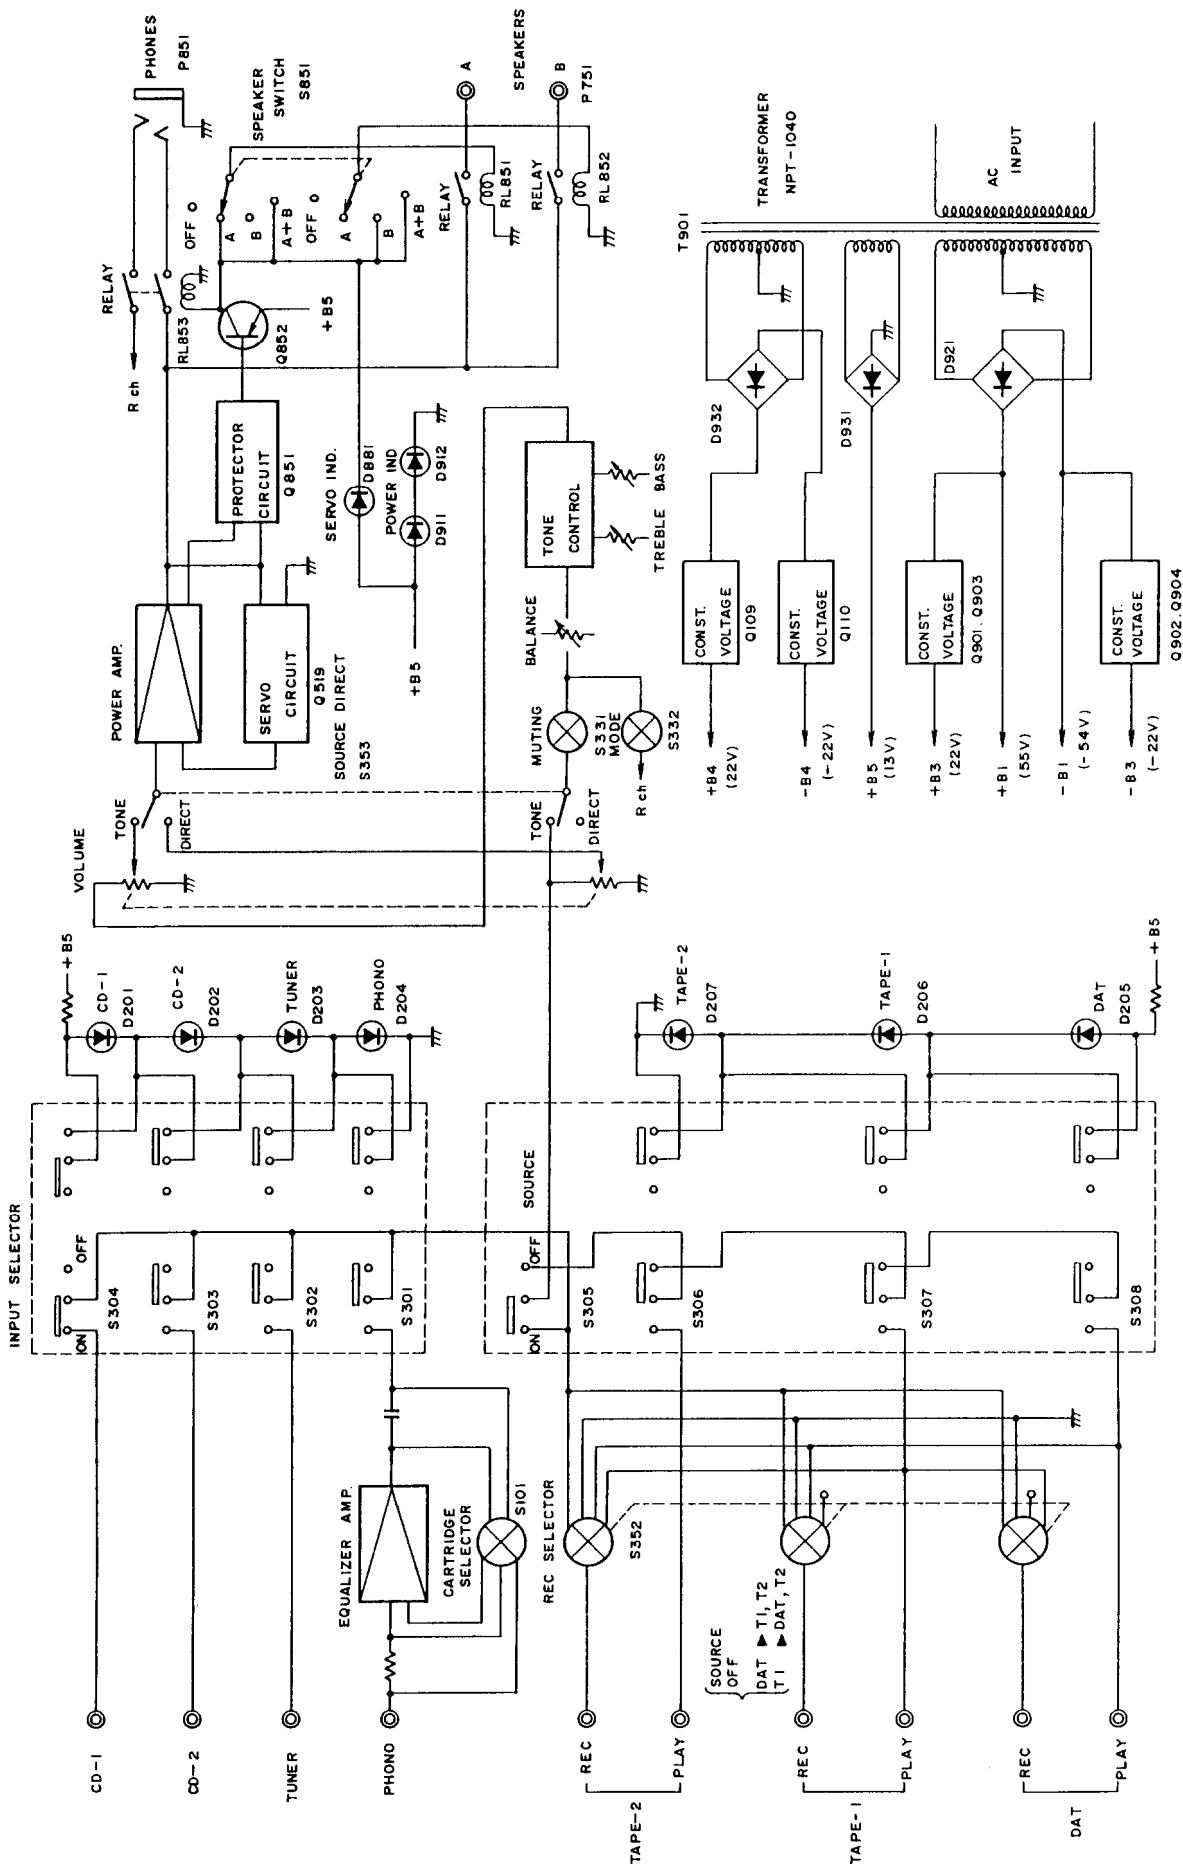 INPUT SELECTOR
CD-1
CD-2
TUNER
PHONO
ON
OFF
S304
S303
S302
S301
+B5
CD-1
D201
CD-2
D202
TUNER
D203
PHONO
D204
EQUALIZER AMP.
CARTRIDGE
SELECTOR
S101
REC SELECTOR
S352
SOURCE
OFF
DAT ▶ T1, T2
T1 ▶ DAT, T2
REC
PLAY
TAPE-2
REC
PLAY
TAPE-1
REC
PLAY
DAT
SOURCE
ON
OFF
S305
S306
S307
S308
TAPE-2
D207
TAPE-1
D206
DAT
D205
+B5
VOLUME
TONE
DIRECT
SOURCE DIRECT
S353
TONE
DIRECT
POWER AMP.
SERVO
CIRCUIT
Q519
PROTECTOR
CIRCUIT
Q851
R ch
RELAY
RL853
Q852
+B5
PHONES
P851
SPEAKER
SWITCH
S851
OFF
A
B
A+B
OFF
A
B
A+B
SERVO IND.
D881
POWER IND
D911
D912
+B5
RELAY
RL851
RELAY
RL852
SPEAKERS
A
B
P751
MUTING
S331
MODE
S332
R ch
BALANCE
TONE
CONTROL
TREBLE
BASS
T901
TRANSFORMER
NPT-1040
AC
INPUT
D932
D931
D921
CONST.
VOLTAGE
Q109
CONST.
VOLTAGE
Q110
CONST.
VOLTAGE
Q901.Q903
CONST.
VOLTAGE
Q902.Q904
+B4
(22V)
-B4
(-22V)
+B5
(13V)
+B3
(22V)
+B1
(55V)
-B1
(-54V)
-B3
(-22V)